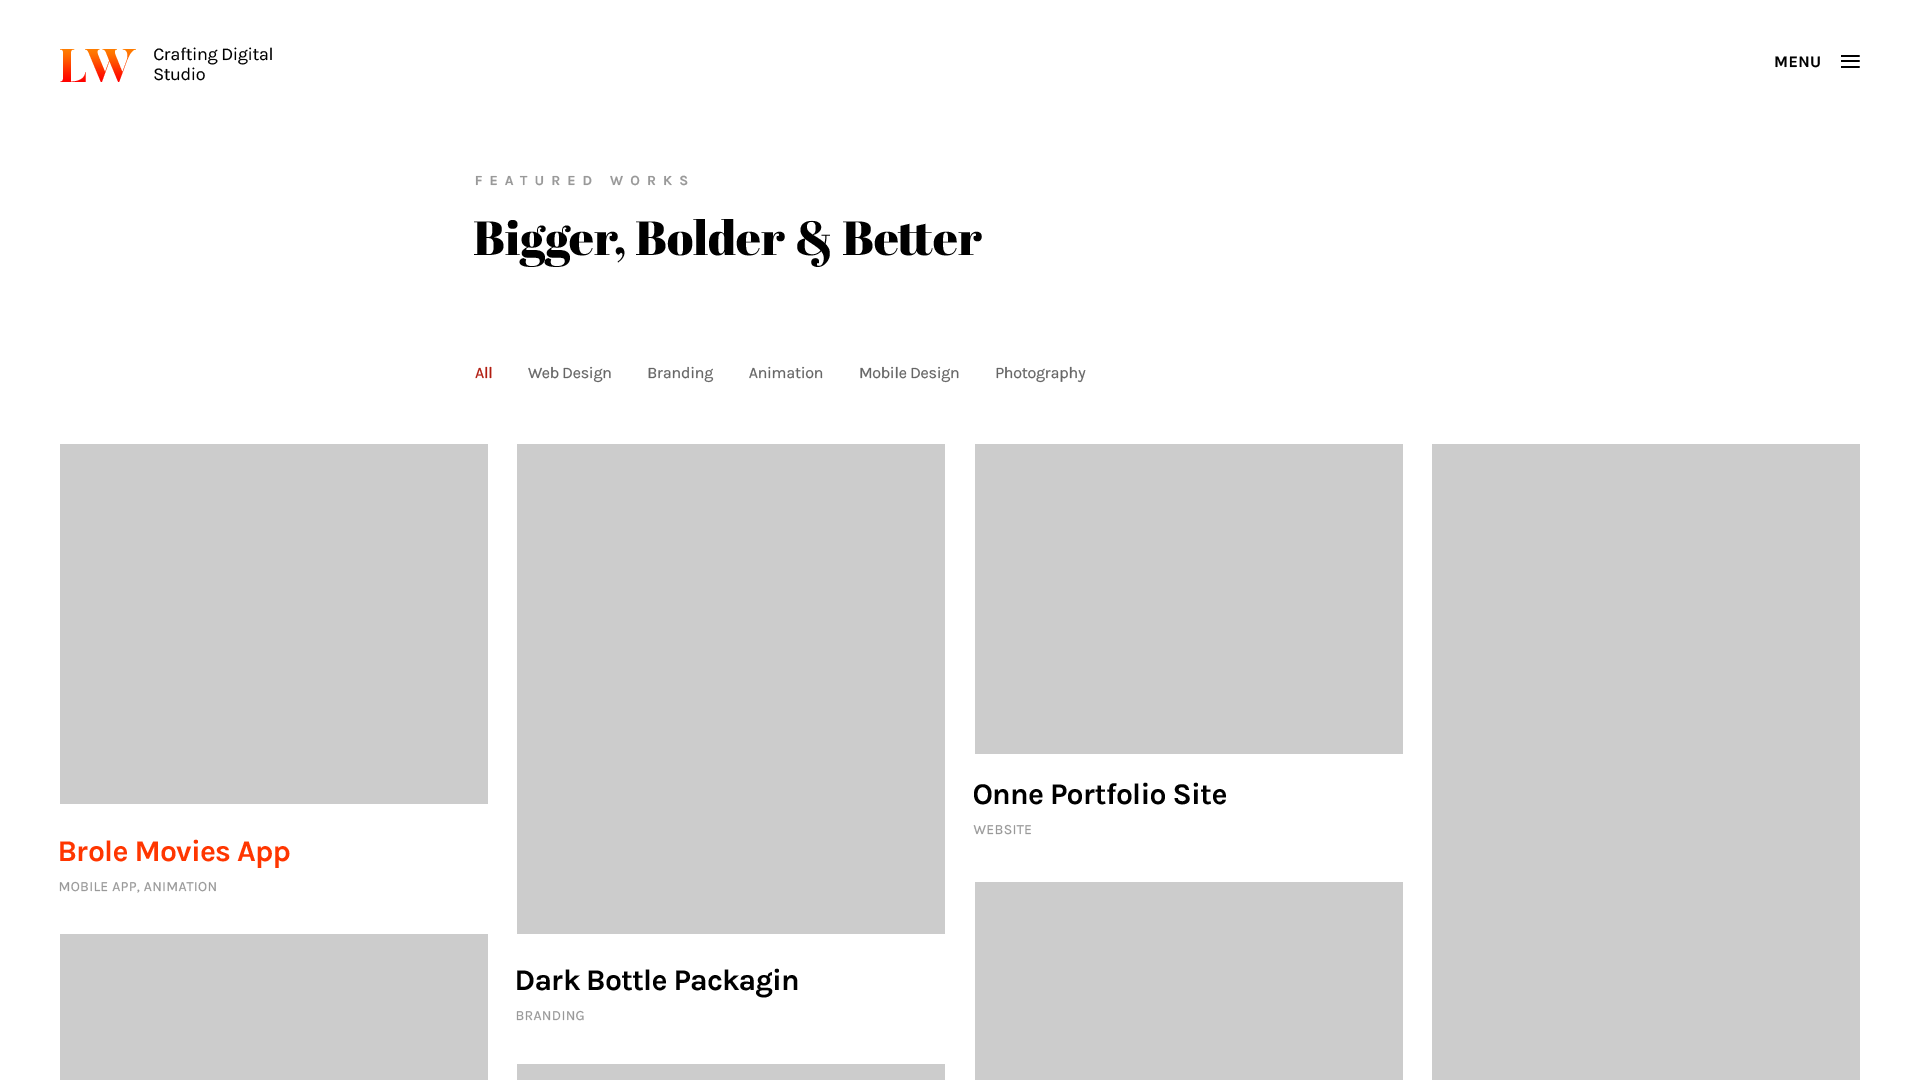 LW
Crafting Digital
Studio
MENU
FEATURED WORKS
Bigger, Bolder & Better
All Web Design Branding Animation Mobile Design Photography
Brole Movies App
MOBILE APP, ANIMATION
Dark Bottle Packagin
BRANDING
Onne Portfolio Site
WEBSITE